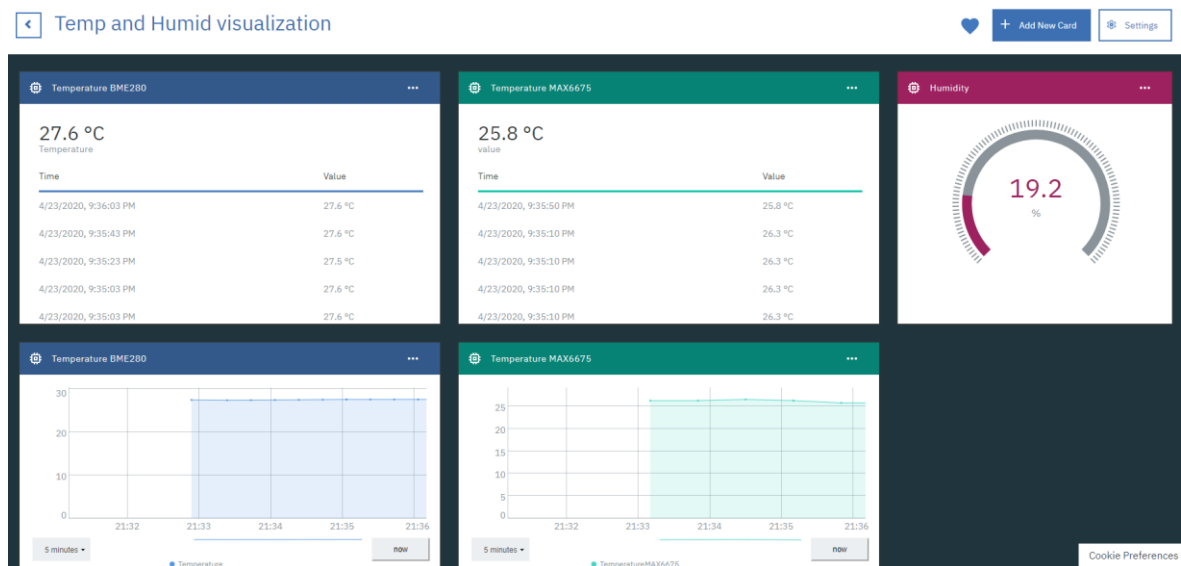 Temp and Humid visualization
Add New Card
Settings
Temperature BME280
27.6 °C
Temperature
Time Value
4/23/2020, 9:36:03 PM 27.6 °C
4/23/2020, 9:35:43 PM 27.6 °C
4/23/2020, 9:35:23 PM 27.5 °C
4/23/2020, 9:35:03 PM 27.6 °C
4/23/2020, 9:35:03 PM 27.6 °C
Temperature MAX6675
25.8 °C
value
Time Value
4/23/2020, 9:35:50 PM 25.8 °C
4/23/2020, 9:35:10 PM 26.3 °C
4/23/2020, 9:35:10 PM 26.3 °C
4/23/2020, 9:35:10 PM 26.3 °C
4/23/2020, 9:35:10 PM 26.3 °C
Humidity
19.2
%
Temperature BME280
30
20
10
0
21:32 21:33 21:34 21:35 21:36
5 minutes
now
Temperature
Temperature MAX6675
25
20
15
10
5
0
21:32 21:33 21:34 21:35 21:36
5 minutes
now
TemperatureMAX6675
Cookie Preferences